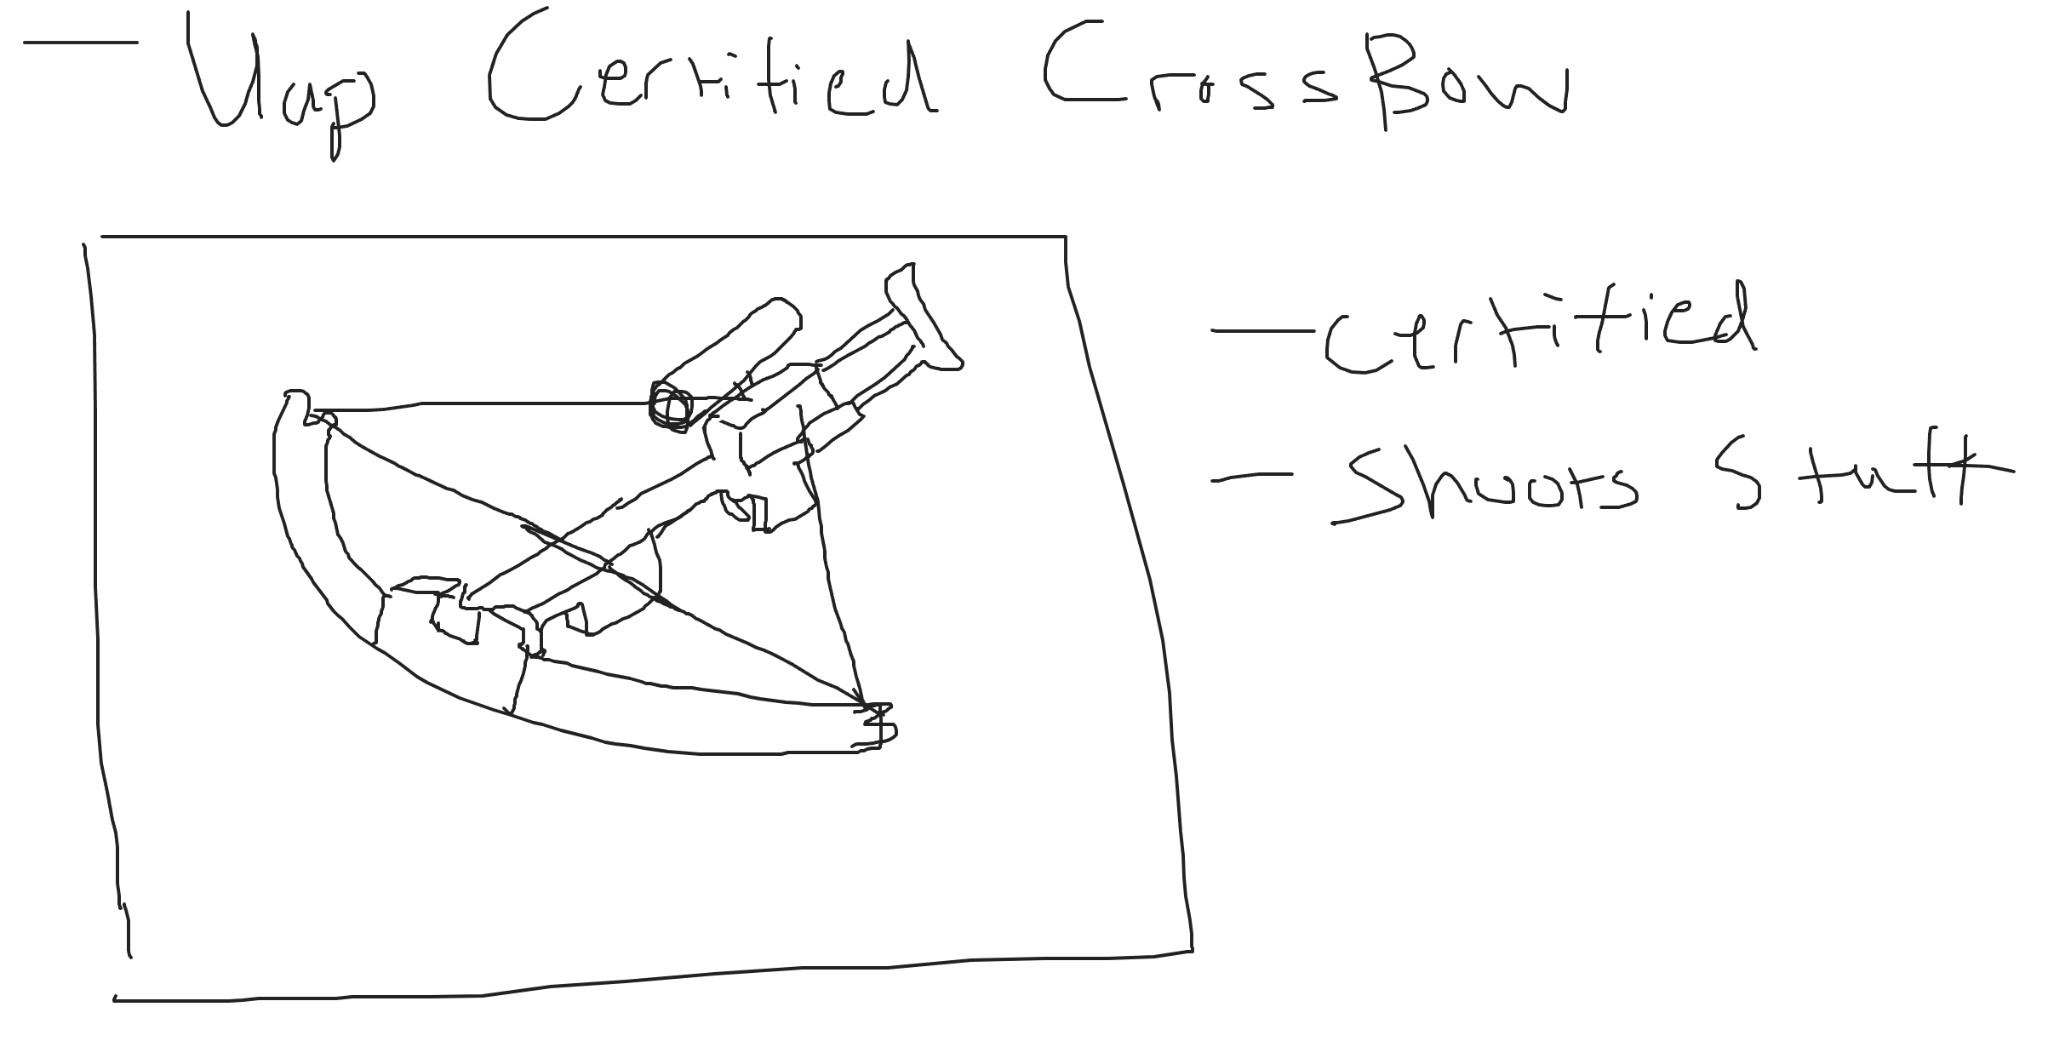 — Uap Certified CrossBow
— Certified
- Shoots Stuff